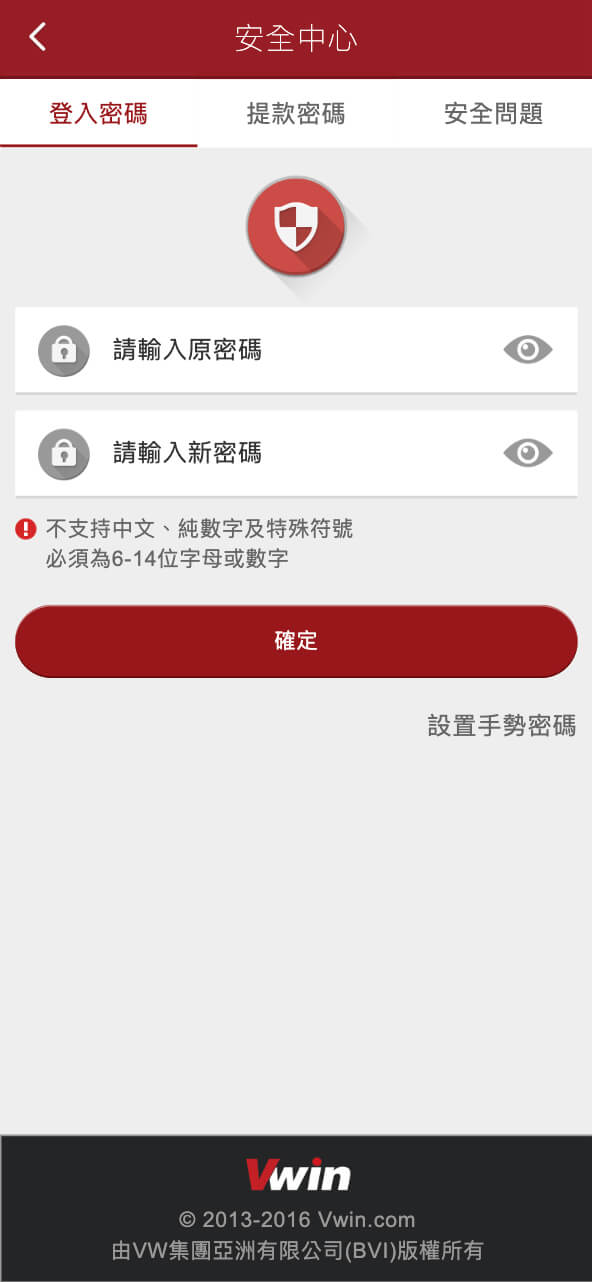 安全中心
登入密碼 提款密碼 安全問題
請輸入原密碼
請輸入新密碼
不支持中文、純數字及特殊符號
必須為6-14位字母或數字
確定
設置手勢密碼
Vwin
© 2013-2016 Vwin.com
由VW集團亞洲有限公司(BVI)版權所有